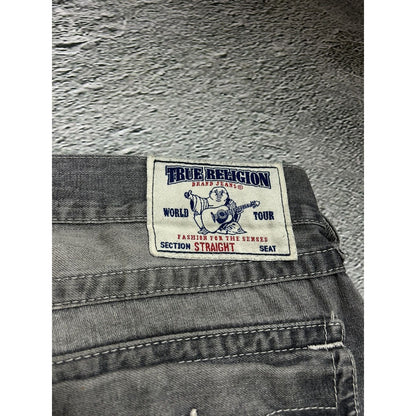 TRUE RELIGION
BRAND JEANS®
WORLD TOUR
FASHION FOR THE SENSES
SECTION STRAIGHT SEAT